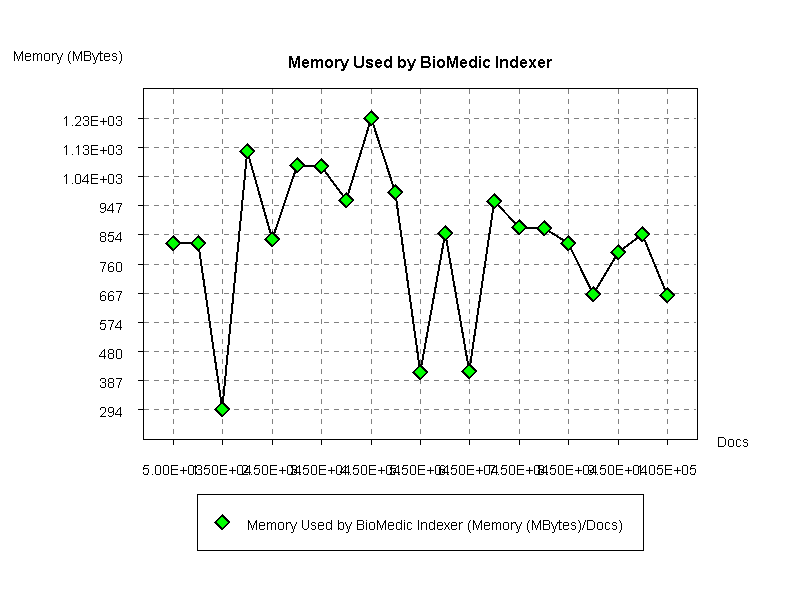 Memory (MBytes)
Memory Used by BioMedic Indexer
1.23E+03
1.13E+03
1.04E+03
947
854
760
667
574
480
387
294
Docs
Memory Used by BioMedic Indexer (Memory (MBytes)/Docs)